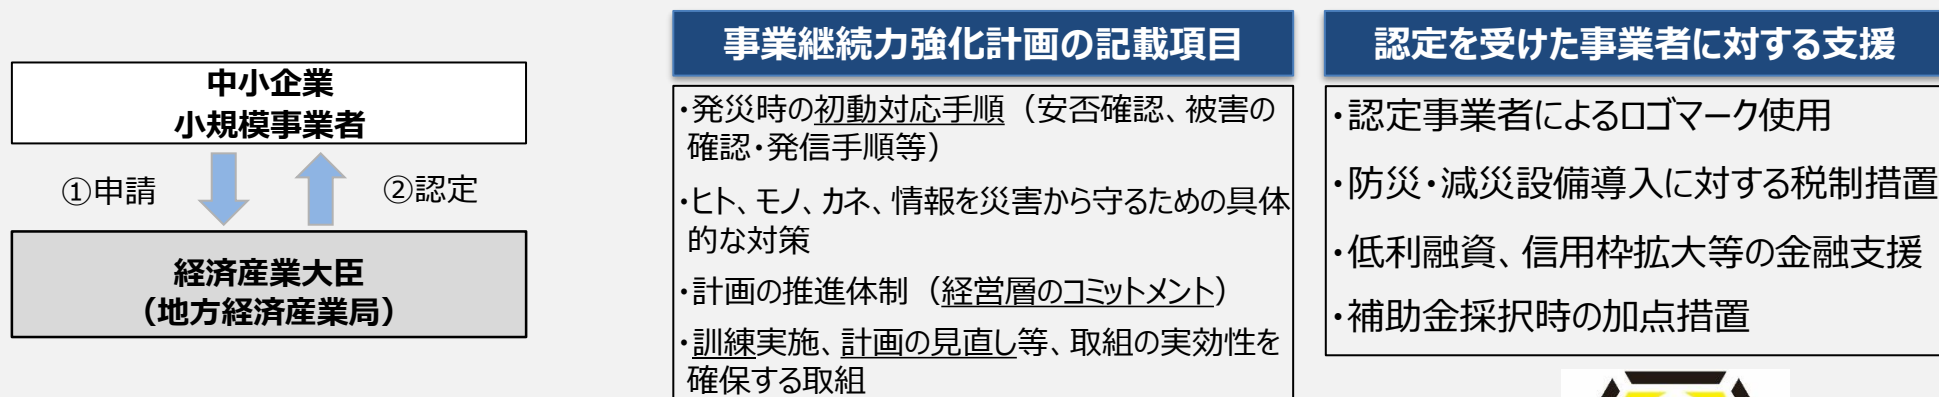 中小企業
小規模事業者
①申請
②認定
経済産業大臣
（地方経済産業局）
事業継続力強化計画の記載項目
・発災時の初動対応手順（安否確認、被害の
確認・発信手順等）
・ヒト、モノ、カネ、情報を災害から守るための具体
的な対策
・計画の推進体制（経営層のコミットメント）
・訓練実施、計画の見直し等、取組の実効性を
確保する取組
認定を受けた事業者に対する支援
・認定事業者によるロゴマーク使用
・防災・減災設備導入に対する税制措置
・低利融資、信用枠拡大等の金融支援
・補助金採択時の加点措置